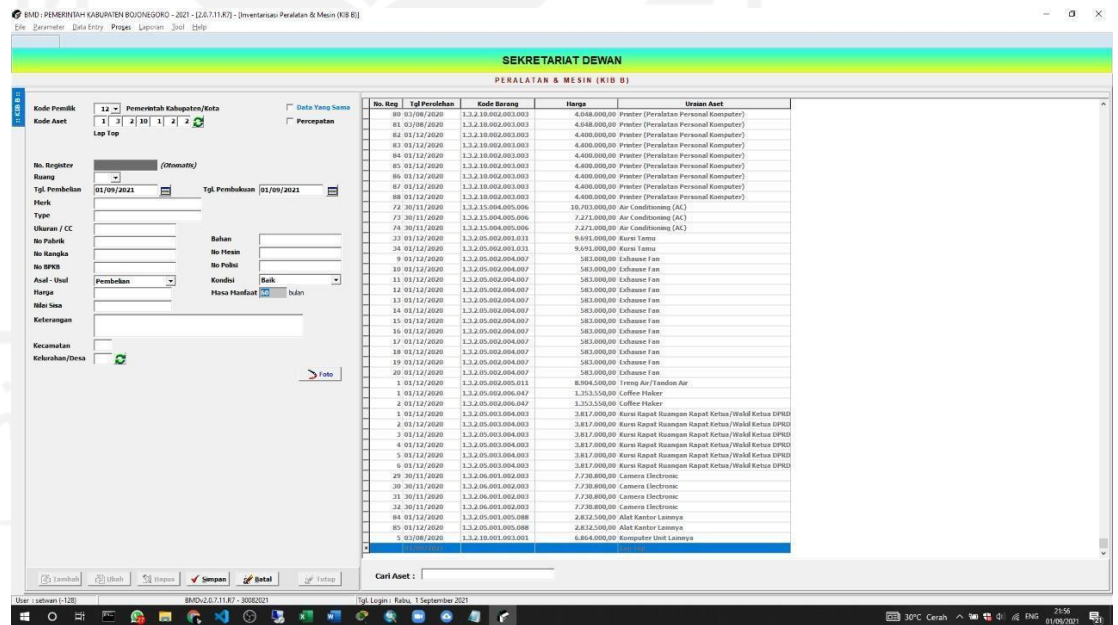 BMD : PEMERINTAH KABUPATEN BOJONEGORO - 2021 - [2.0.7.11.R7] - [Inventarisasi Peralatan & Mesin (KIB B)]
File Parameter Data Entry Proses Laporan Tool Help
SEKRETARIAT DEWAN
PERALATAN & MESIN (KIB B)
:: KIB B ::
Kode Pemilik 12 Pemerintah Kabupaten/Kota Data Yang Sama
Kode Aset 1 3 2 10 1 2 2 Percepatan
Lap Top
No. Register (Otomatis)
Ruang
Tgl. Pembelian 01/09/2021 Tgl. Pembukuan 01/09/2021
Merk
Type
Ukuran / CC
No Pabrik Bahan
No Rangka No Mesin
No BPKB No Polisi
Asal - Usul Pembelian Kondisi Baik
Harga Masa Manfaat 60 bulan
Nilai Sisa
Keterangan
Kecamatan
Kelurahan/Desa
Foto
No. Reg Tgl Perolehan Kode Barang Harga Uraian Aset
80 03/08/2020 1.3.2.10.002.003.003 4.048.000,00 Printer (Peralatan Personal Komputer)
81 03/08/2020 1.3.2.10.002.003.003 4.048.000,00 Printer (Peralatan Personal Komputer)
82 01/12/2020 1.3.2.10.002.003.003 4.400.000,00 Printer (Peralatan Personal Komputer)
83 01/12/2020 1.3.2.10.002.003.003 4.400.000,00 Printer (Peralatan Personal Komputer)
84 01/12/2020 1.3.2.10.002.003.003 4.400.000,00 Printer (Peralatan Personal Komputer)
85 01/12/2020 1.3.2.10.002.003.003 4.400.000,00 Printer (Peralatan Personal Komputer)
86 01/12/2020 1.3.2.10.002.003.003 4.400.000,00 Printer (Peralatan Personal Komputer)
87 01/12/2020 1.3.2.10.002.003.003 4.400.000,00 Printer (Peralatan Personal Komputer)
88 01/12/2020 1.3.2.10.002.003.003 4.400.000,00 Printer (Peralatan Personal Komputer)
72 30/11/2020 1.3.2.15.004.005.006 10.703.000,00 Air Conditioning (AC)
73 30/11/2020 1.3.2.15.004.005.006 7.271.000,00 Air Conditioning (AC)
74 30/11/2020 1.3.2.15.004.005.006 7.271.000,00 Air Conditioning (AC)
33 01/12/2020 1.3.2.05.002.001.031 9.691.000,00 Kursi Tamu
34 01/12/2020 1.3.2.05.002.001.031 9.691.000,00 Kursi Tamu
9 01/12/2020 1.3.2.05.002.004.007 583.000,00 Exhause Fan
10 01/12/2020 1.3.2.05.002.004.007 583.000,00 Exhause Fan
11 01/12/2020 1.3.2.05.002.004.007 583.000,00 Exhause Fan
12 01/12/2020 1.3.2.05.002.004.007 583.000,00 Exhause Fan
13 01/12/2020 1.3.2.05.002.004.007 583.000,00 Exhause Fan
14 01/12/2020 1.3.2.05.002.004.007 583.000,00 Exhause Fan
15 01/12/2020 1.3.2.05.002.004.007 583.000,00 Exhause Fan
16 01/12/2020 1.3.2.05.002.004.007 583.000,00 Exhause Fan
17 01/12/2020 1.3.2.05.002.004.007 583.000,00 Exhause Fan
18 01/12/2020 1.3.2.05.002.004.007 583.000,00 Exhause Fan
19 01/12/2020 1.3.2.05.002.004.007 583.000,00 Exhause Fan
20 01/12/2020 1.3.2.05.002.004.007 583.000,00 Exhause Fan
1 01/12/2020 1.3.2.05.002.005.011 8.904.500,00 Treng Air/Tandon Air
1 01/12/2020 1.3.2.05.002.006.047 1.353.550,00 Coffee Maker
2 01/12/2020 1.3.2.05.002.006.047 1.353.550,00 Coffee Maker
1 01/12/2020 1.3.2.05.003.004.003 3.817.000,00 Kursi Rapat Ruangan Rapat Ketua/Wakil Ketua DPRD
2 01/12/2020 1.3.2.05.003.004.003 3.817.000,00 Kursi Rapat Ruangan Rapat Ketua/Wakil Ketua DPRD
3 01/12/2020 1.3.2.05.003.004.003 3.817.000,00 Kursi Rapat Ruangan Rapat Ketua/Wakil Ketua DPRD
4 01/12/2020 1.3.2.05.003.004.003 3.817.000,00 Kursi Rapat Ruangan Rapat Ketua/Wakil Ketua DPRD
5 01/12/2020 1.3.2.05.003.004.003 3.817.000,00 Kursi Rapat Ruangan Rapat Ketua/Wakil Ketua DPRD
6 01/12/2020 1.3.2.05.003.004.003 3.817.000,00 Kursi Rapat Ruangan Rapat Ketua/Wakil Ketua DPRD
29 30/11/2020 1.3.2.06.001.002.003 7.730.800,00 Camera Electronic
30 30/11/2020 1.3.2.06.001.002.003 7.730.800,00 Camera Electronic
31 30/11/2020 1.3.2.06.001.002.003 7.730.800,00 Camera Electronic
32 30/11/2020 1.3.2.06.001.002.003 7.730.800,00 Camera Electronic
84 01/12/2020 1.3.2.05.001.005.088 2.832.500,00 Alat Kantor Lainnya
85 01/12/2020 1.3.2.05.001.005.088 2.832.500,00 Alat Kantor Lainnya
5 03/08/2020 1.3.2.10.001.003.001 6.864.000,00 Komputer Unit Lainnya
01/09/2021 Lap Top
Tambah Ubah Hapus Simpan Batal Tutup
Cari Aset :
User : setwan (-128) BMDv2.0.7.11.R7 - 30082021 Tgl. Login : Rabu, 1 September 2021
30°C Cerah ENG 21:56
01/09/2021